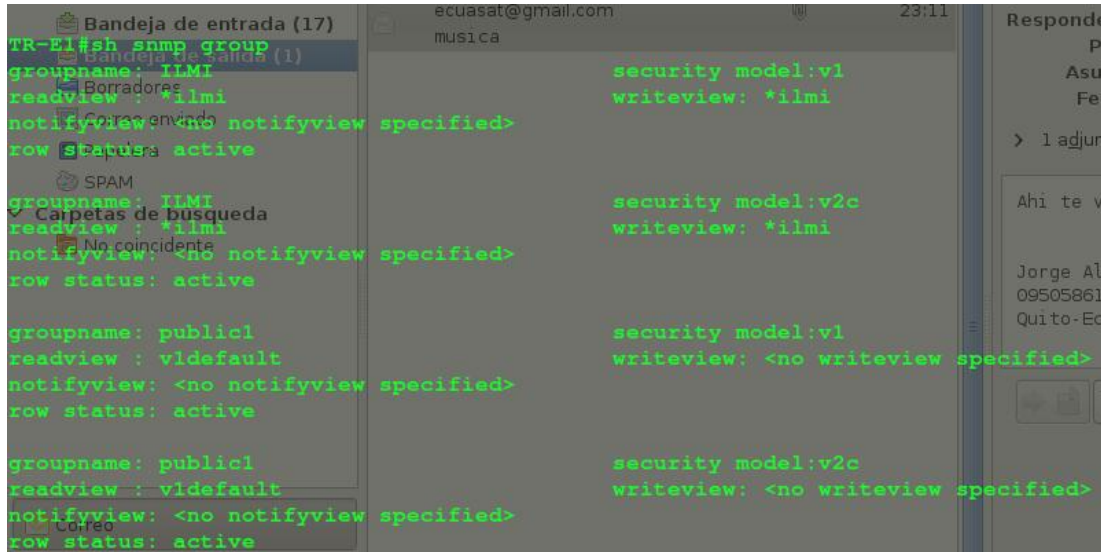 Bandeja de entrada (17)
ecuasat@gmail.com 23:11
musica
TR-E1#sh snmp group
Bandeja de salida (1)
groupname: ILMI security model:v1
Borradores
readview : *ilmi writeview: *ilmi
Correo enviado
notifyview: <no notifyview specified>
Papelera
row status: active
SPAM
groupname: ILMI security model:v2c
Carpetas de búsqueda
readview : *ilmi writeview: *ilmi
No coincidente
notifyview: <no notifyview specified>
row status: active
groupname: public1 security model:v1
readview : v1default writeview: <no writeview specified>
notifyview: <no notifyview specified>
row status: active
groupname: public1 security model:v2c
readview : v1default writeview: <no writeview specified>
notifyview: <no notifyview specified>
Correo
row status: active
Responde
P
Asu
Fe
1 adjun
Ahi te v
Jorge Al
09505861
Quito-Ec